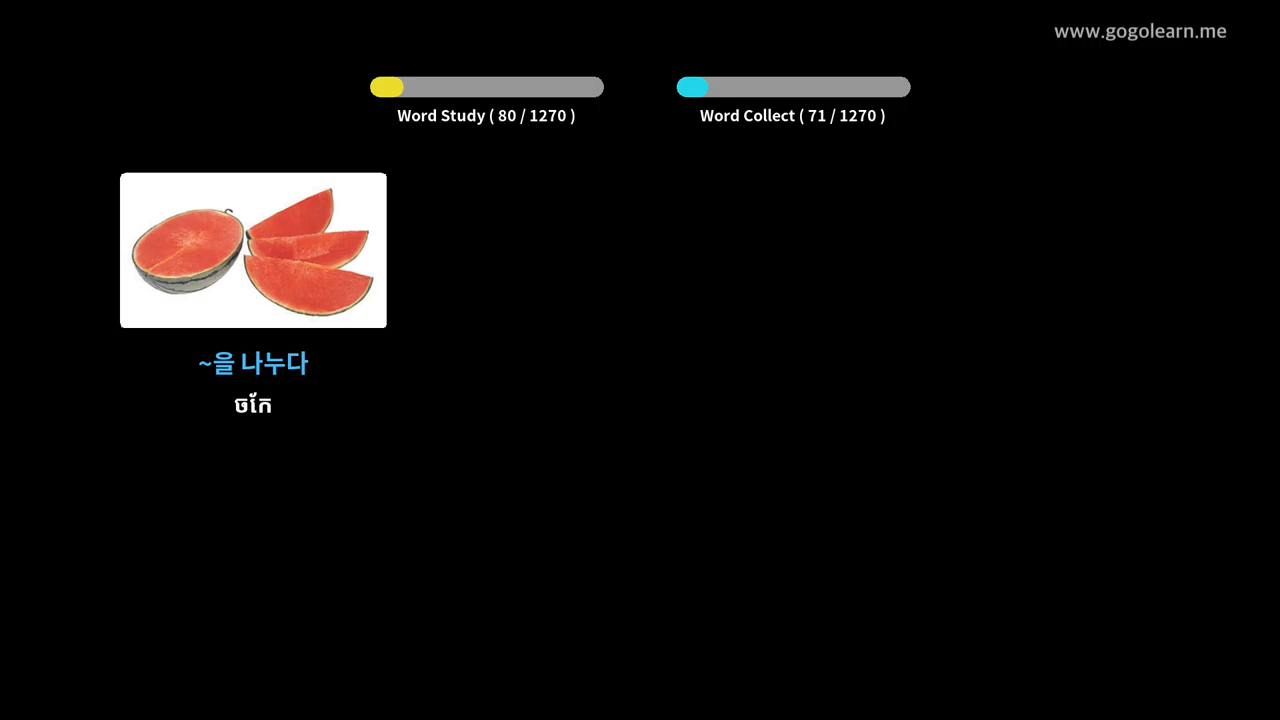 www.gogolearn.me
Word Study ( 80 / 1270 )
Word Collect ( 71 / 1270 )
~을 나누다
ចកែ